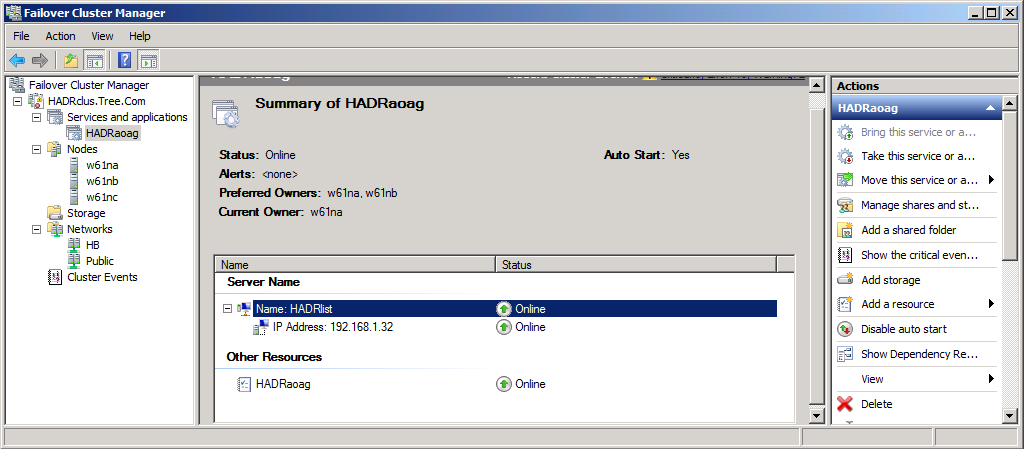 Failover Cluster Manager
File Action View Help
Failover Cluster Manager
HADRclus.Tree.Com
Services and applications
HADRaoag
Nodes
w61na
w61nb
w61nc
Storage
Networks
HB
Public
Cluster Events
Summary of HADRaoag
Status: Online
Auto Start: Yes
Alerts: <none>
Preferred Owners: w61na, w61nb
Current Owner: w61na
Name Status
Server Name
Name: HADRlist Online
IP Address: 192.168.1.32 Online
Other Resources
HADRaoag Online
Actions
HADRaoag
Bring this service or a...
Take this service or a...
Move this service or a...
Manage shares and st...
Add a shared folder
Show the critical even...
Add storage
Add a resource
Disable auto start
Show Dependency Re...
View
Delete